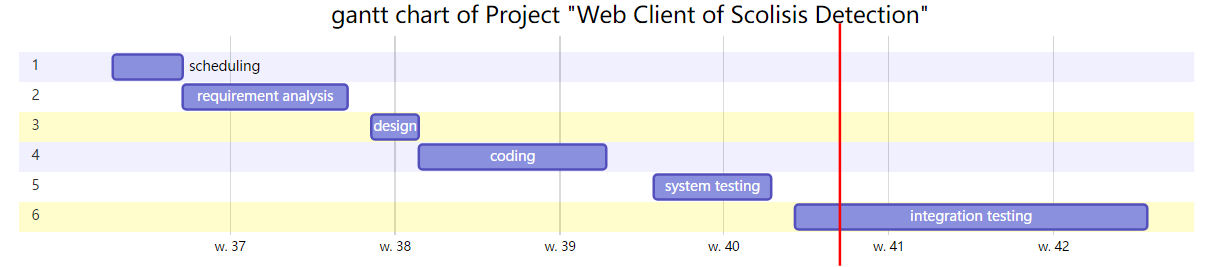 gantt chart of Project "Web Client of Scolisis Detection"
1 scheduling
2 requirement analysis
3 design
4 coding
5 system testing
6 integration testing
w. 37 w. 38 w. 39 w. 40 w. 41 w. 42